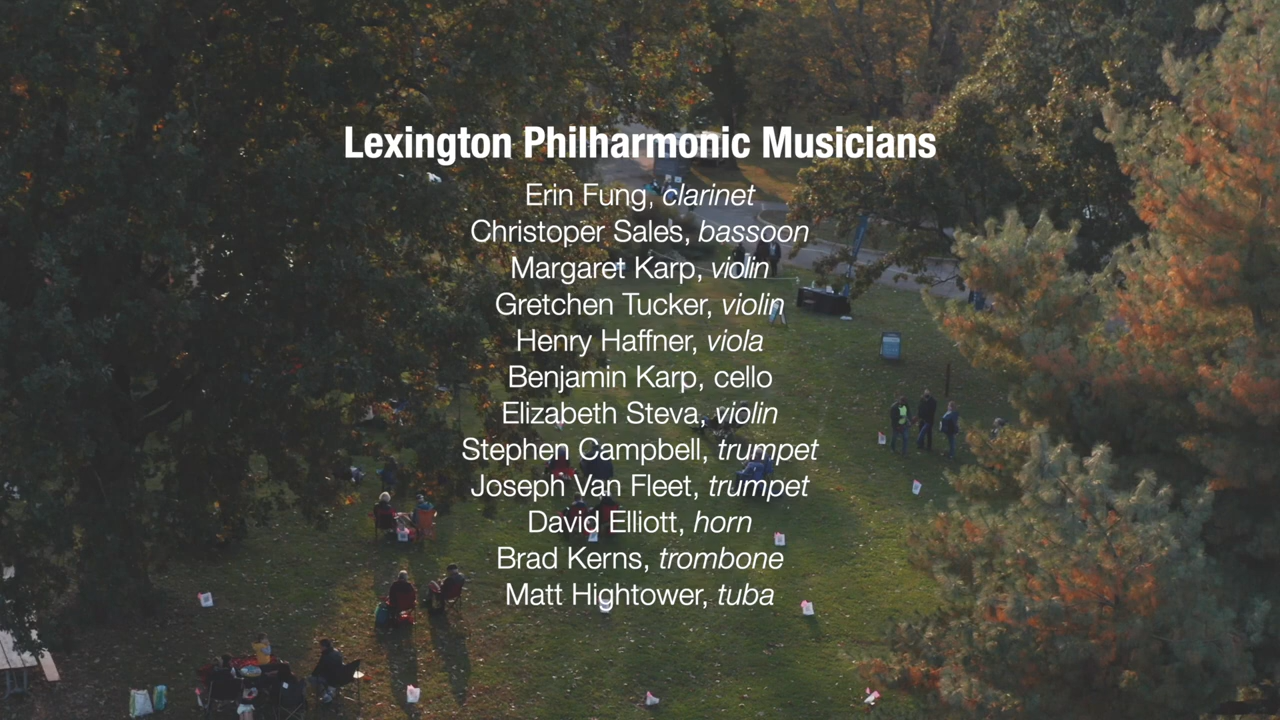 Lexington Philharmonic Musicians
Erin Fung, clarinet
Christoper Sales, bassoon
Margaret Karp, violin
Gretchen Tucker, violin
Henry Haffner, viola
Benjamin Karp, cello
Elizabeth Steva, violin
Stephen Campbell, trumpet
Joseph Van Fleet, trumpet
David Elliott, horn
Brad Kerns, trombone
Matt Hightower, tuba